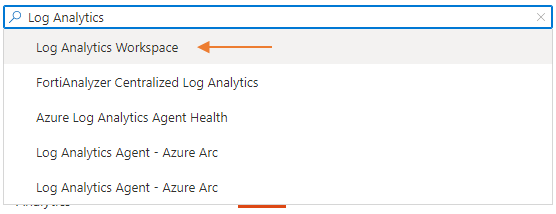 Log Analytics
Log Analytics Workspace
FortiAnalyzer Centralized Log Analytics
Azure Log Analytics Agent Health
Log Analytics Agent - Azure Arc
Log Analytics Agent - Azure Arc